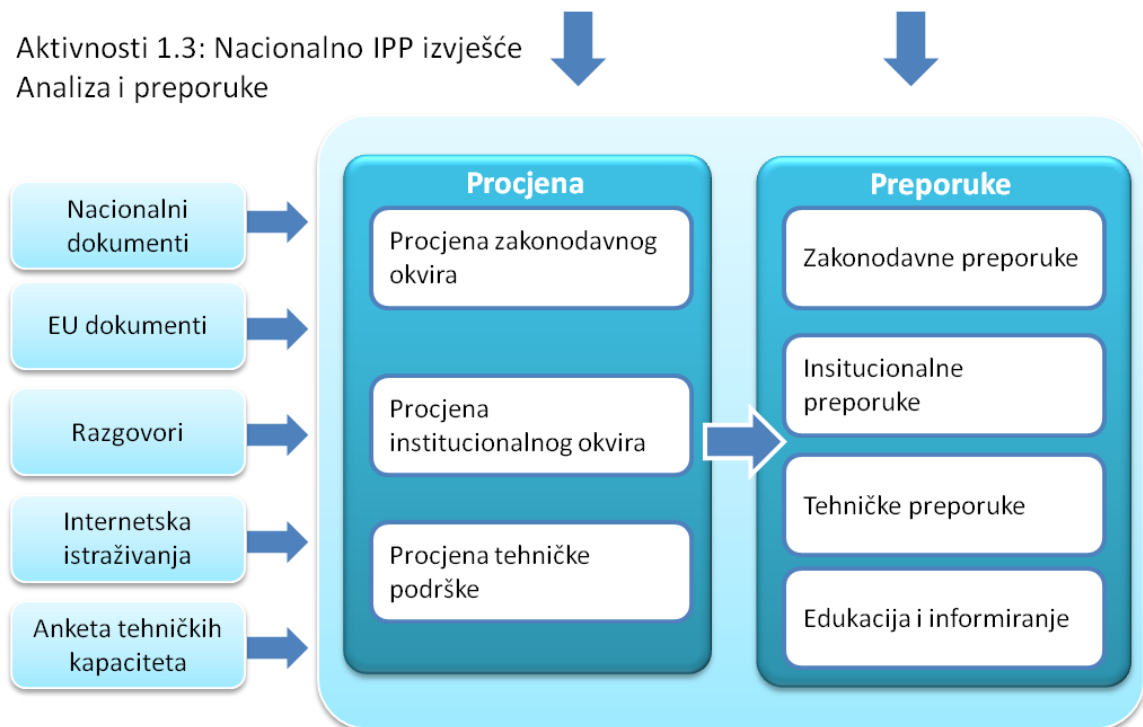 Aktivnosti 1.3: Nacionalno IPP izvješće
Analiza i preporuke
Nacionalni
dokumenti
EU dokumenti
Razgovori
Internetska
istraživanja
Anketa tehničkih
kapaciteta
Procjena
Procjena zakonodavnog
okvira
Procjena
institucionalnog okvira
Procjena tehničke
podrške
Preporuke
Zakonodavne preporuke
Insitucionalne
preporuke
Tehničke preporuke
Edukacija i informiranje